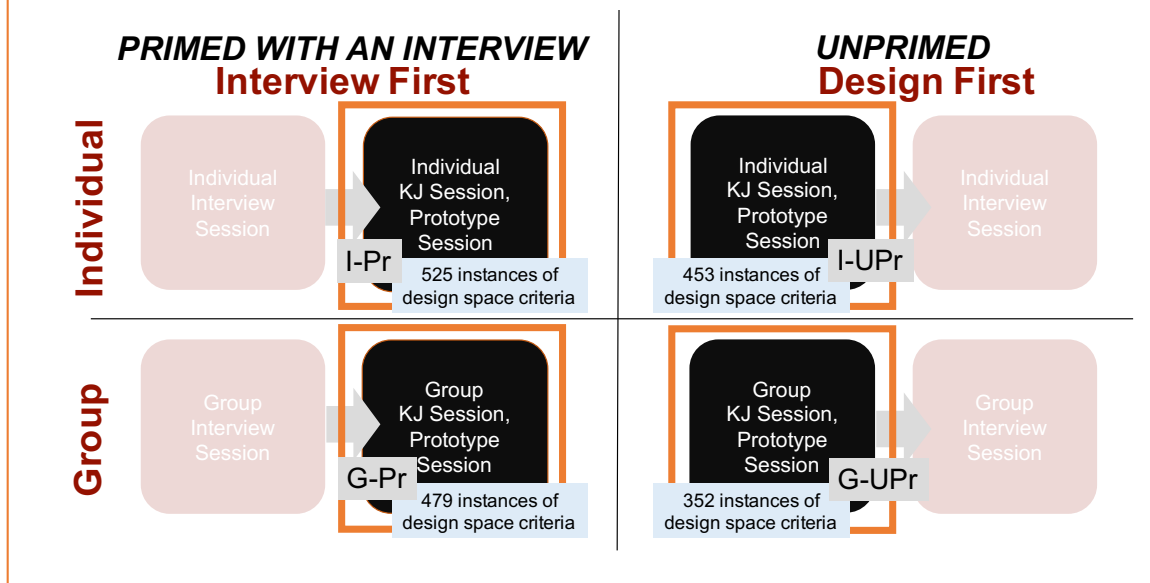 PRIMED WITH AN INTERVIEW
Interview First
UNPRIMED
Design First
Individual
Individual
Interview
Session
Individual
KJ Session,
Prototype
Session
I-Pr
525 instances of
design space criteria
Individual
KJ Session,
Prototype
Session
I-UPr
453 instances of
design space criteria
Individual
Interview
Session
Group
Group
Interview
Session
Group
KJ Session,
Prototype
Session
G-Pr
479 instances of
design space criteria
Group
KJ Session,
Prototype
Session
G-UPr
352 instances of
design space criteria
Group
Interview
Session